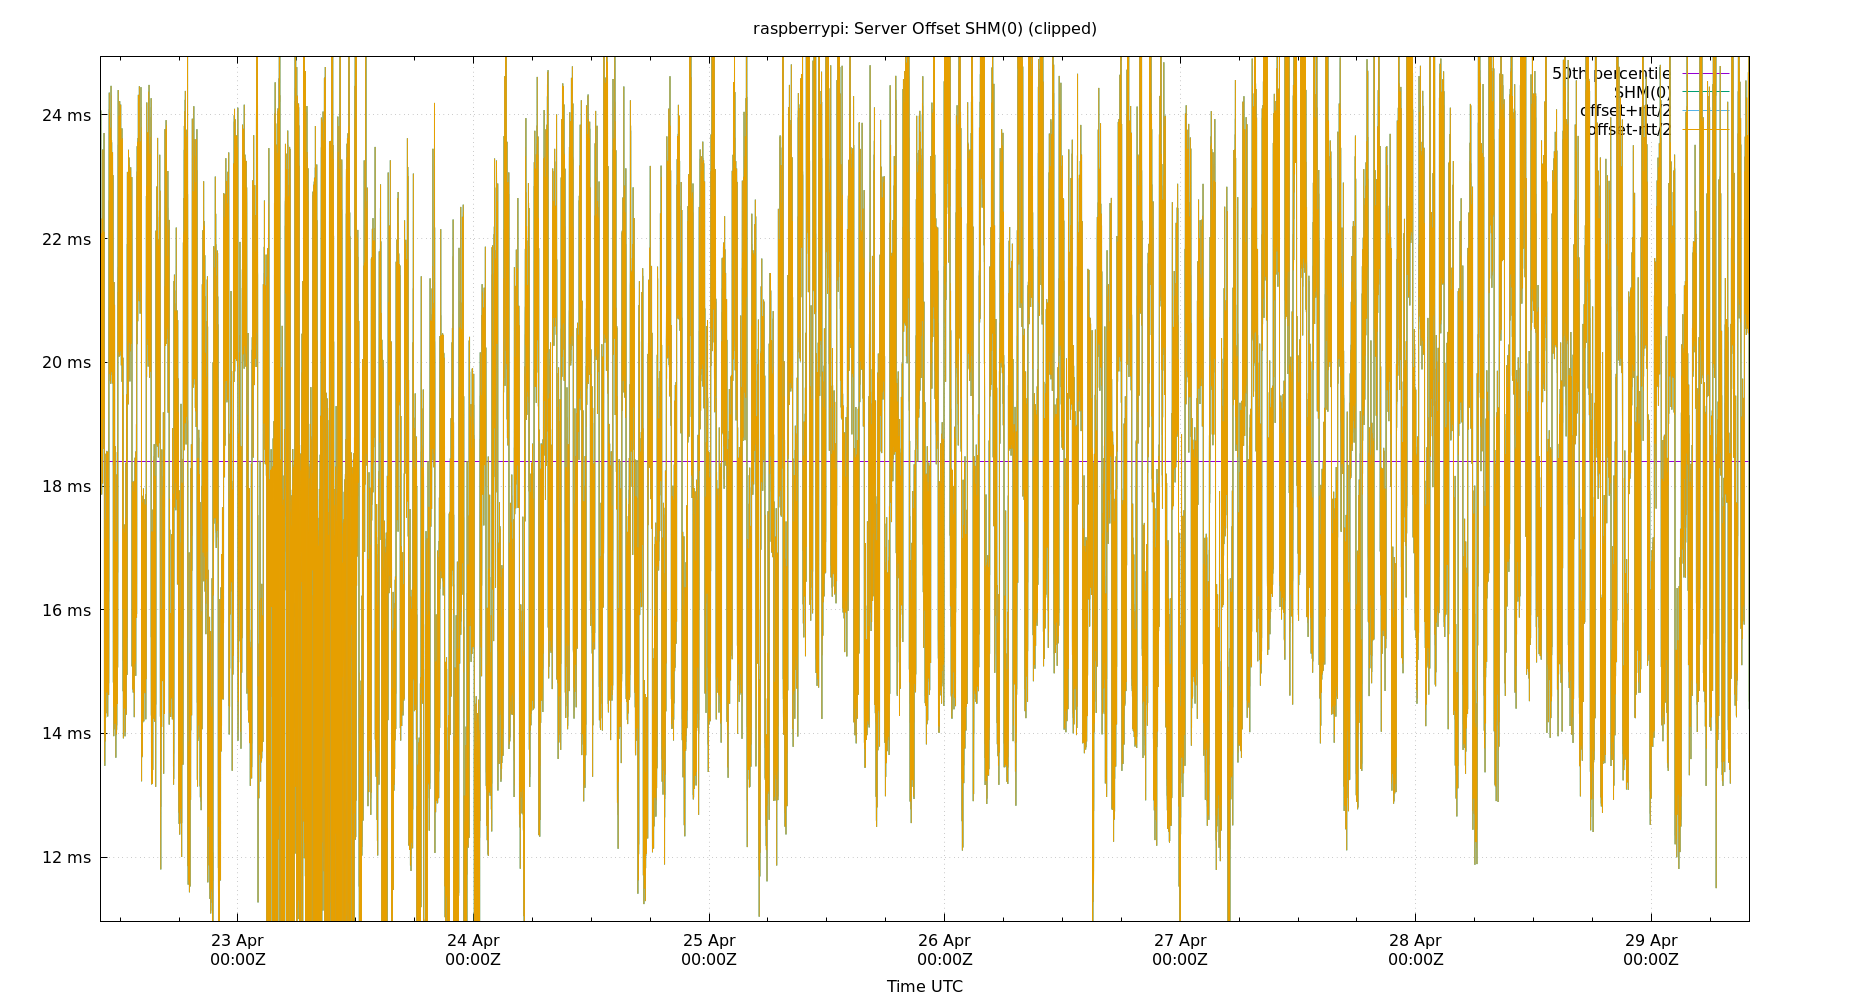 raspberrypi: Server Offset SHM(0) (clipped)
50th percentile
SHM(0)
offset+rtt/2
offset-rtt/2
24 ms
22 ms
20 ms
18 ms
16 ms
14 ms
12 ms
23 Apr
00:00Z
24 Apr
00:00Z
25 Apr
00:00Z
26 Apr
00:00Z
27 Apr
00:00Z
28 Apr
00:00Z
29 Apr
00:00Z
Time UTC